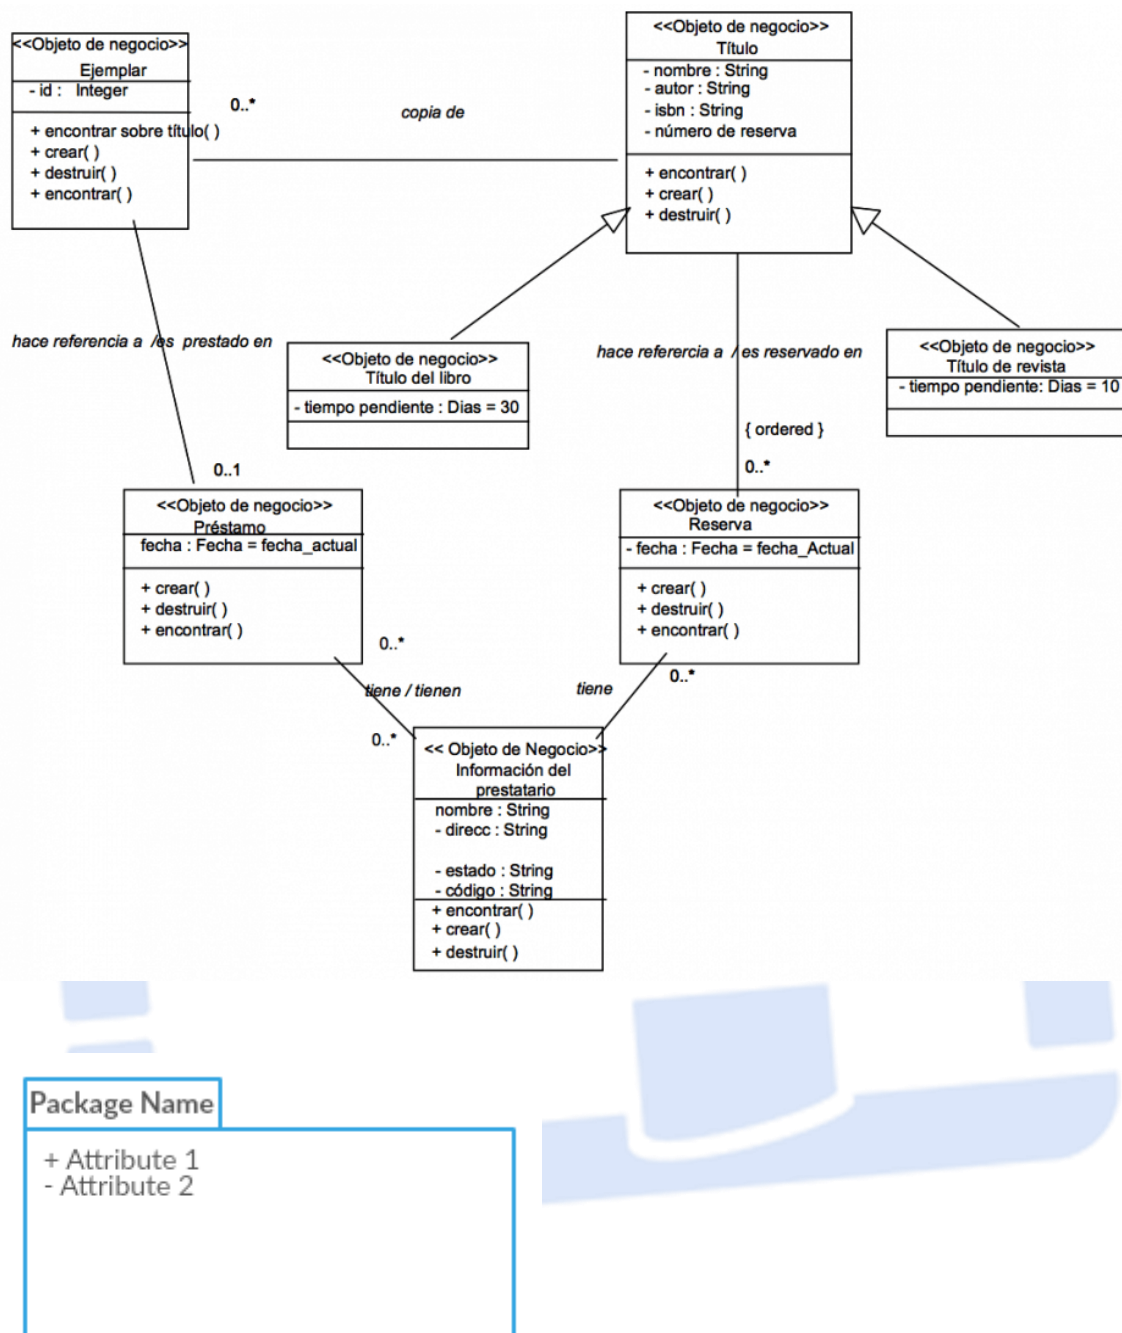 <<Objeto de negocio>>
Ejemplar
- id : Integer
+ encontrar sobre título( )
+ crear( )
+ destruir( )
+ encontrar( )
0..*
copia de
<<Objeto de negocio>>
Título
- nombre : String
- autor : String
- isbn : String
- número de reserva
+ encontrar( )
+ crear( )
+ destruir( )
hace referencia a /es prestado en
<<Objeto de negocio>>
Título del libro
- tiempo pendiente : Dias = 30
hace refercia a / es reservado en
<<Objeto de negocio>>
Título de revista
- tiempo pendiente: Dias = 10
{ ordered }
0..*
0..1
<<Objeto de negocio>>
Préstamo
fecha : Fecha = fecha_actual
+ crear( )
+ destruir( )
+ encontrar( )
<<Objeto de negocio>>
Reserva
- fecha : Fecha = fecha_Actual
+ crear( )
+ destruir( )
+ encontrar( )
0..*
tiene / tienen
0..*
tiene
0..*
<< Objeto de Negocio>>
Información del
prestatario
nombre : String
- direcc : String
- estado : String
- código : String
+ encontrar( )
+ crear( )
+ destruir( )
Package Name
+ Attribute 1
- Attribute 2